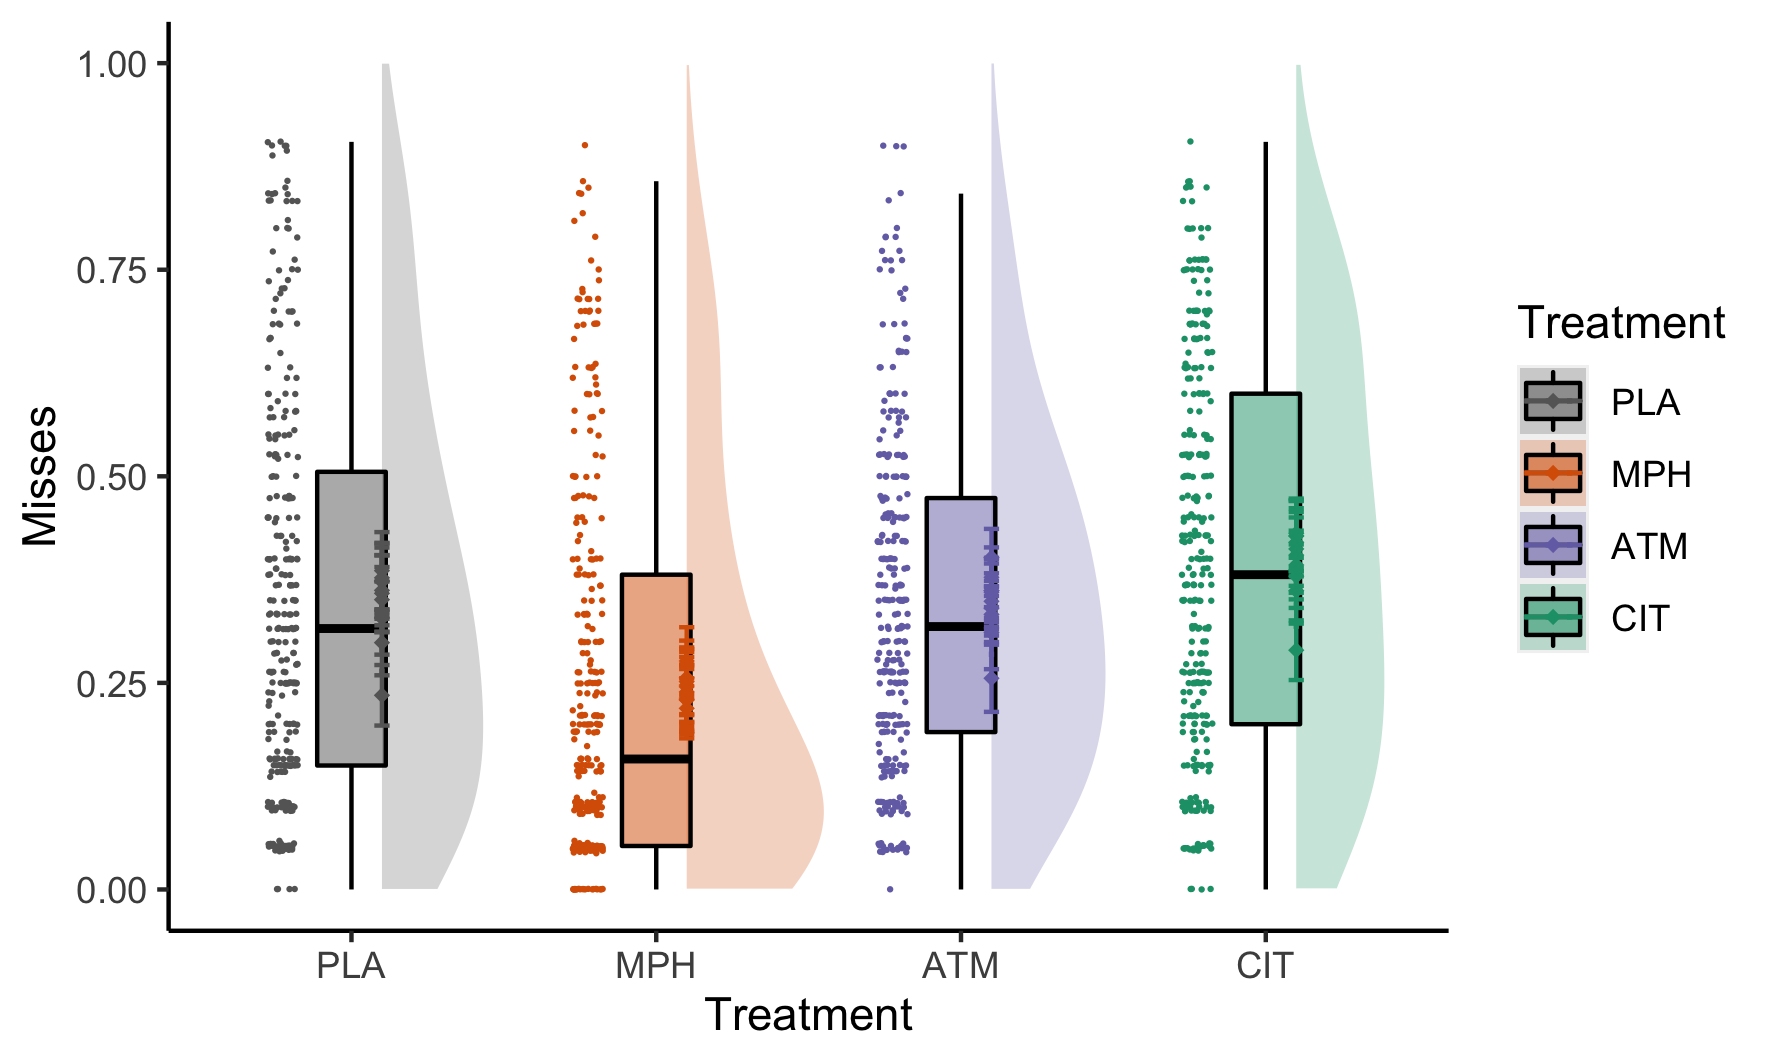 Misses
1.00
0.75
0.50
0.25
0.00
PLA MPH ATM CIT
Treatment
Treatment
PLA
MPH
ATM
CIT